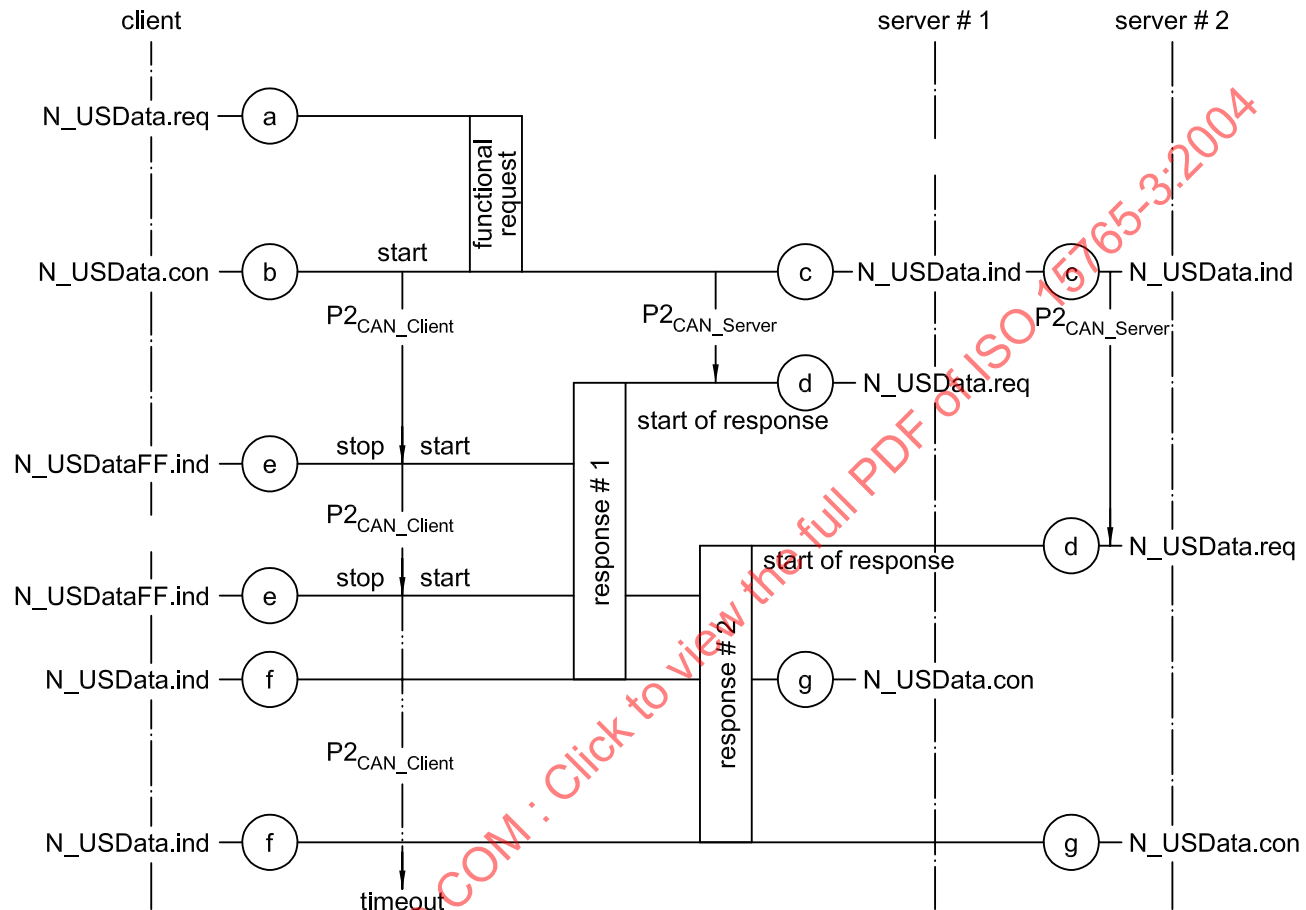 client
server # 1
server # 2
N_USData.req
a
functional
request
N_USData.con
b
start
c
N_USData.ind
c
N_USData.ind
P2CAN_Client
P2CAN_Server
P2CAN_Server
d
N_USData.req
start of response
N_USDataFF.ind
e
stop
start
response # 1
P2CAN_Client
d
N_USData.req
start of response
N_USDataFF.ind
e
stop
start
response # 2
N_USData.ind
f
g
N_USData.con
P2CAN_Client
N_USData.ind
f
g
N_USData.con
timeout
COM : Click to view the full PDF of ISO 15765-3:2004